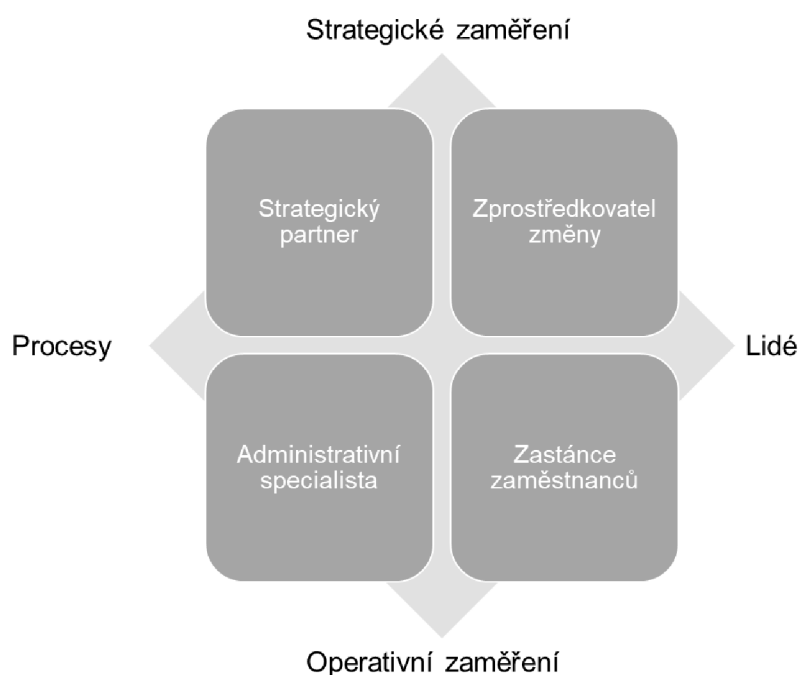 Strategické zaměření
Strategický
partner
Zprostředkovatel
změny
Procesy
Lidé
Administrativní
specialista
Zastánce
zaměstnanců
Operativní zaměření